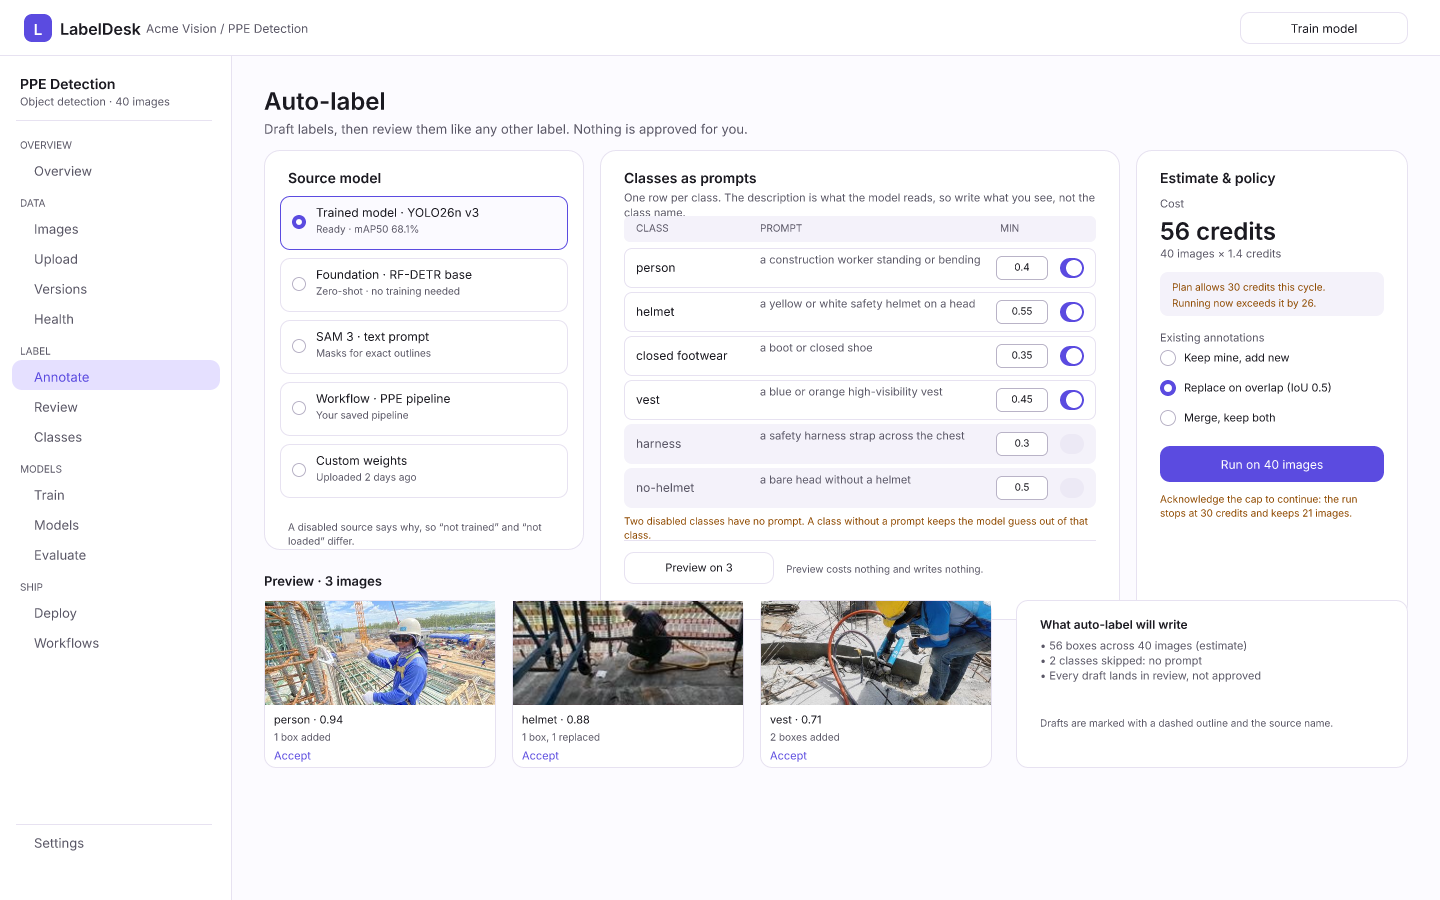 L LabelDesk Acme Vision / PPE Detection
Train model
PPE Detection
Object detection · 40 images
OVERVIEW
Overview
DATA
Images
Upload
Versions
Health
LABEL
Annotate
Review
Classes
MODELS
Train
Models
Evaluate
SHIP
Deploy
Workflows
Settings
Auto-label
Draft labels, then review them like any other label. Nothing is approved for you.
Source model
Trained model · YOLO26n v3
Ready · mAP50 68.1%
Foundation · RF-DETR base
Zero-shot · no training needed
SAM 3 · text prompt
Masks for exact outlines
Workflow · PPE pipeline
Your saved pipeline
Custom weights
Uploaded 2 days ago
A disabled source says why, so “not trained” and “not
loaded” differ.
Classes as prompts
One row per class. The description is what the model reads, so write what you see, not the
class name.
CLASS PROMPT MIN
person a construction worker standing or bending 0.4
helmet a yellow or white safety helmet on a head 0.55
closed footwear a boot or closed shoe 0.35
vest a blue or orange high-visibility vest 0.45
harness a safety harness strap across the chest 0.3
no-helmet a bare head without a helmet 0.5
Two disabled classes have no prompt. A class without a prompt keeps the model guess out of that
class.
Preview on 3 Preview costs nothing and writes nothing.
Estimate & policy
Cost
56 credits
40 images × 1.4 credits
Plan allows 30 credits this cycle.
Running now exceeds it by 26.
Existing annotations
Keep mine, add new
Replace on overlap (IoU 0.5)
Merge, keep both
Run on 40 images
Acknowledge the cap to continue: the run
stops at 30 credits and keeps 21 images.
Preview · 3 images
person · 0.94
1 box added
Accept
helmet · 0.88
1 box, 1 replaced
Accept
vest · 0.71
2 boxes added
Accept
What auto-label will write
• 56 boxes across 40 images (estimate)
• 2 classes skipped: no prompt
• Every draft lands in review, not approved
Drafts are marked with a dashed outline and the source name.